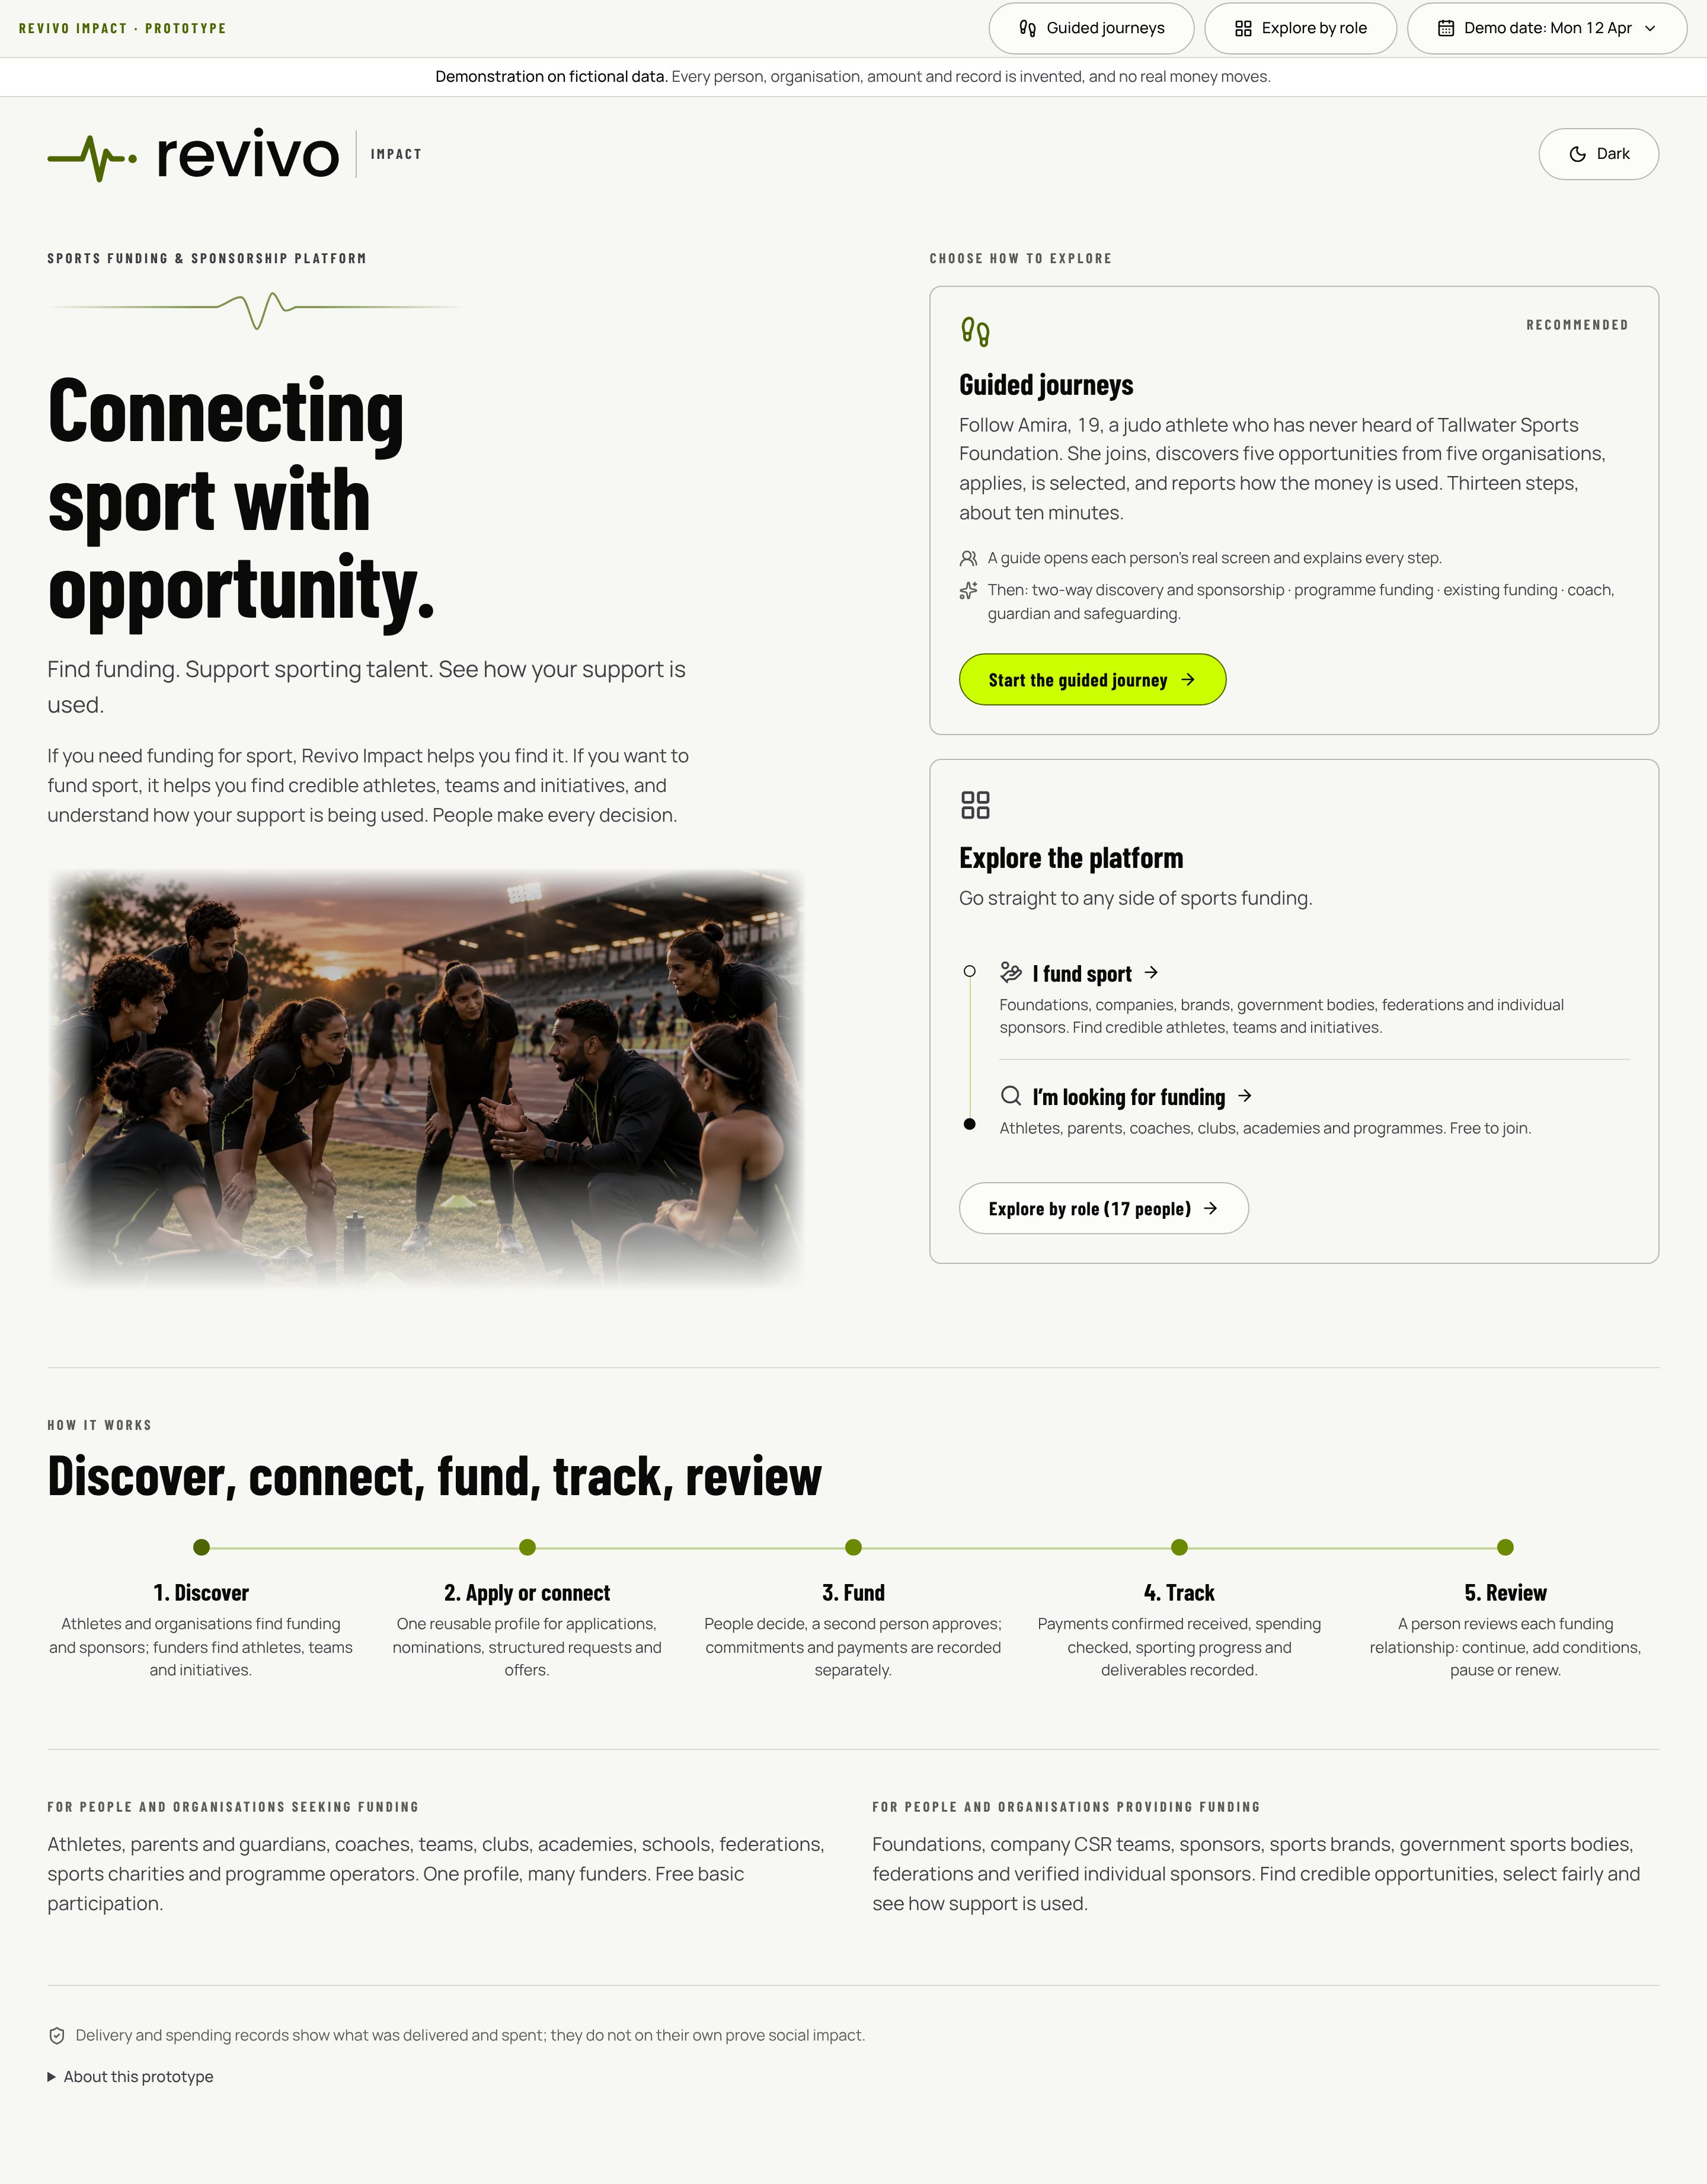 REVIVO IMPACT · PROTOTYPE
Guided journeys
Explore by role
Demo date: Mon 12 Apr
Demonstration on fictional data. Every person, organisation, amount and record is invented, and no real money moves.
revivo
IMPACT
Dark
SPORTS FUNDING & SPONSORSHIP PLATFORM
Connecting
sport with
opportunity.
Find funding. Support sporting talent. See how your support is
used.
If you need funding for sport, Revivo Impact helps you find it. If you want to
fund sport, it helps you find credible athletes, teams and initiatives, and
understand how your support is being used. People make every decision.
CHOOSE HOW TO EXPLORE
RECOMMENDED
Guided journeys
Follow Amira, 19, a judo athlete who has never heard of Tallwater Sports
Foundation. She joins, discovers five opportunities from five organisations,
applies, is selected, and reports how the money is used. Thirteen steps,
about ten minutes.
A guide opens each person's real screen and explains every step.
Then: two-way discovery and sponsorship · programme funding · existing funding · coach,
guardian and safeguarding.
Start the guided journey
Explore the platform
Go straight to any side of sports funding.
I fund sport
Foundations, companies, brands, government bodies, federations and individual
sponsors. Find credible athletes, teams and initiatives.
I'm looking for funding
Athletes, parents, coaches, clubs, academies and programmes. Free to join.
Explore by role (17 people)
HOW IT WORKS
Discover, connect, fund, track, review
1. Discover
Athletes and organisations find funding
and sponsors; funders find athletes, teams
and initiatives.
2. Apply or connect
One reusable profile for applications,
nominations, structured requests and
offers.
3. Fund
People decide, a second person approves;
commitments and payments are recorded
separately.
4. Track
Payments confirmed received, spending
checked, sporting progress and
deliverables recorded.
5. Review
A person reviews each funding
relationship: continue, add conditions,
pause or renew.
FOR PEOPLE AND ORGANISATIONS SEEKING FUNDING
Athletes, parents and guardians, coaches, teams, clubs, academies, schools, federations,
sports charities and programme operators. One profile, many funders. Free basic
participation.
FOR PEOPLE AND ORGANISATIONS PROVIDING FUNDING
Foundations, company CSR teams, sponsors, sports brands, government sports bodies,
federations and verified individual sponsors. Find credible opportunities, select fairly and
see how support is used.
Delivery and spending records show what was delivered and spent; they do not on their own prove social impact.
About this prototype